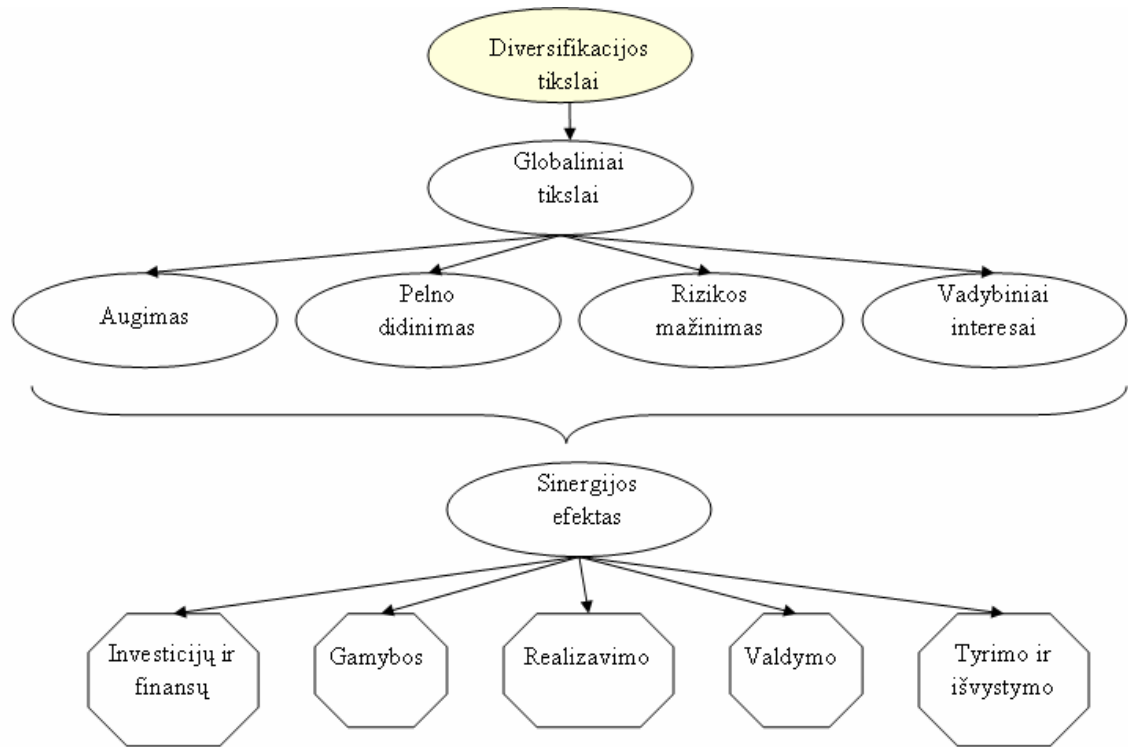 Diversifikacijos
tikslai
Globaliniai
tikslai
Augimas
Pelno
didinimas
Rizikos
mažinimas
Vadybiniai
interesai
Sinergijos
efektas
Investicijų ir
finansų
Gamybos
Realizavimo
Valdymo
Tyrimo ir
išvystymo